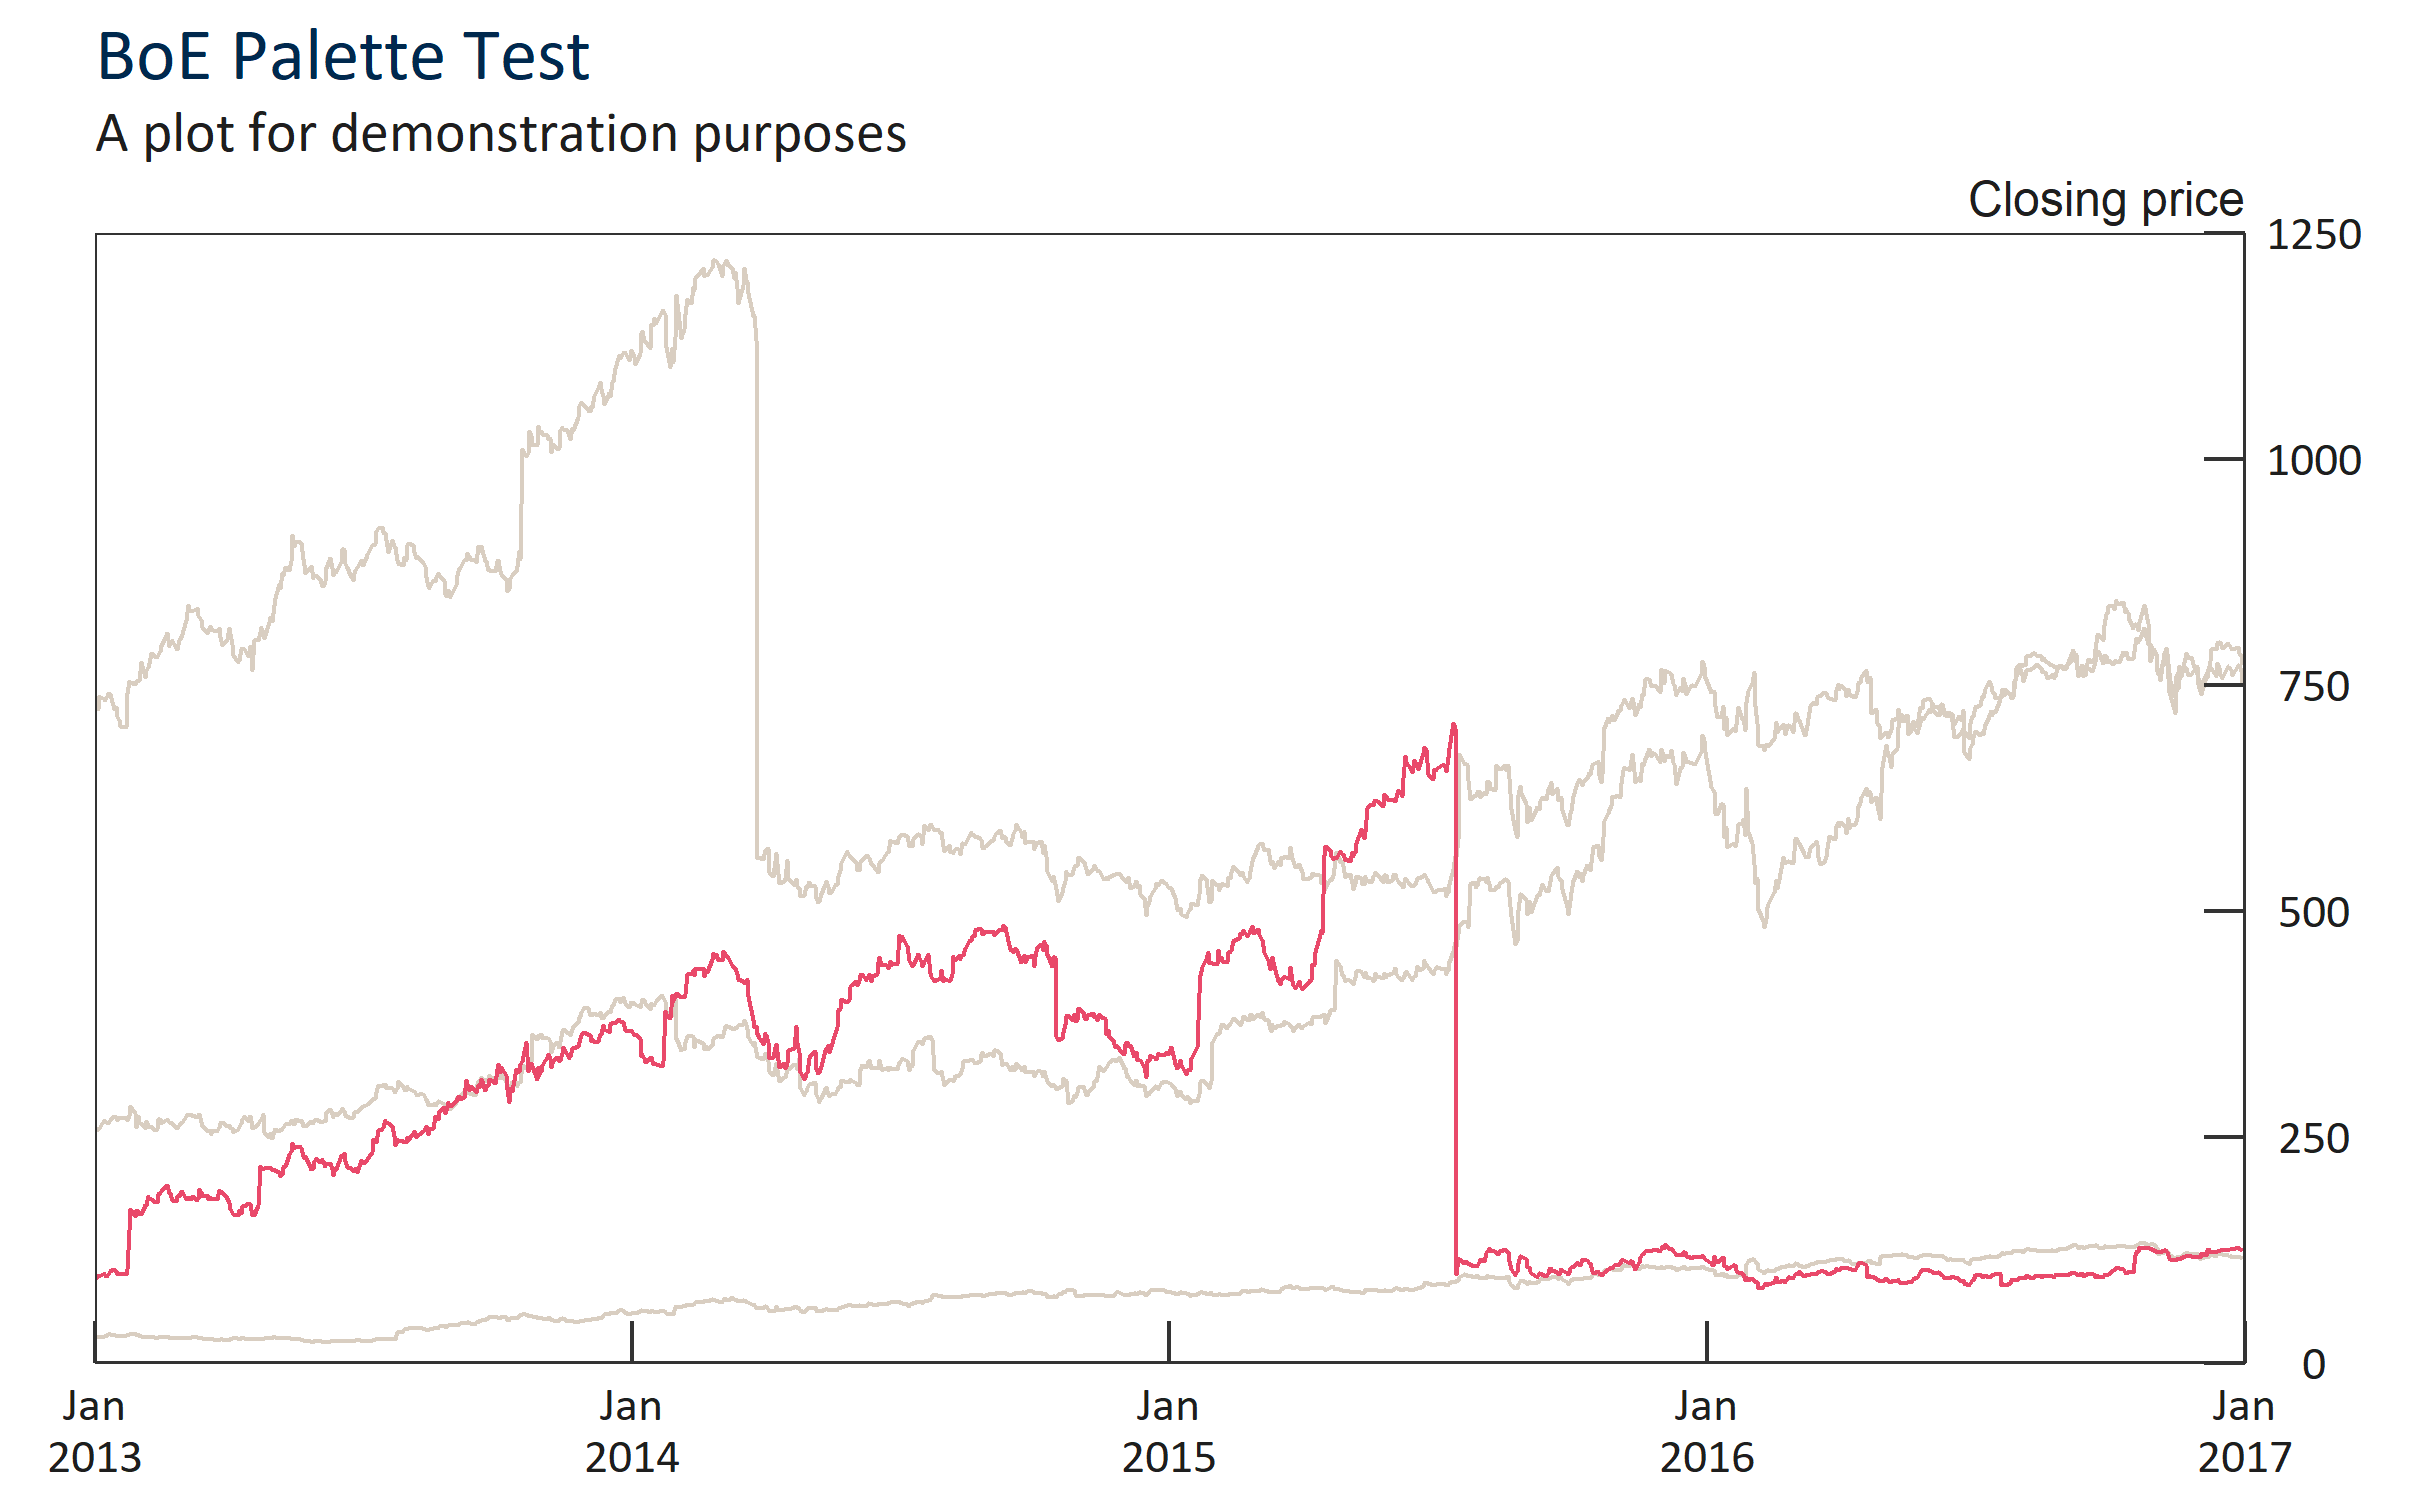 BoE Palette Test
A plot for demonstration purposes
Closing price
1250
1000
750
500
250
0
Jan Jan Jan Jan Jan
2013 2014 2015 2016 2017